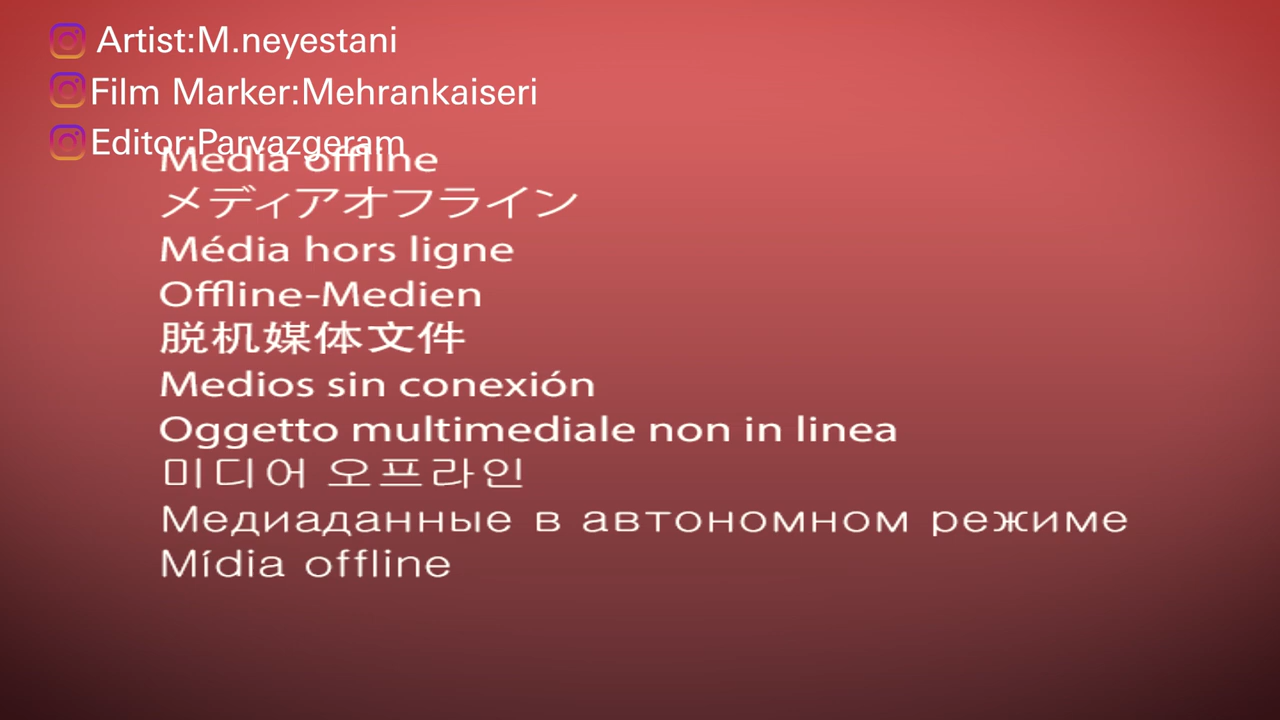 Artist:M.neyestani
Film Marker:Mehrankaiseri
Editor:Parvazgeram
Media offline
メディアオフライン
Média hors ligne
Offline-Medien
脱机媒体文件
Medios sin conexión
Oggetto multimediale non in linea
미디어 오프라인
Медиаданные в автономном режиме
Mídia offline